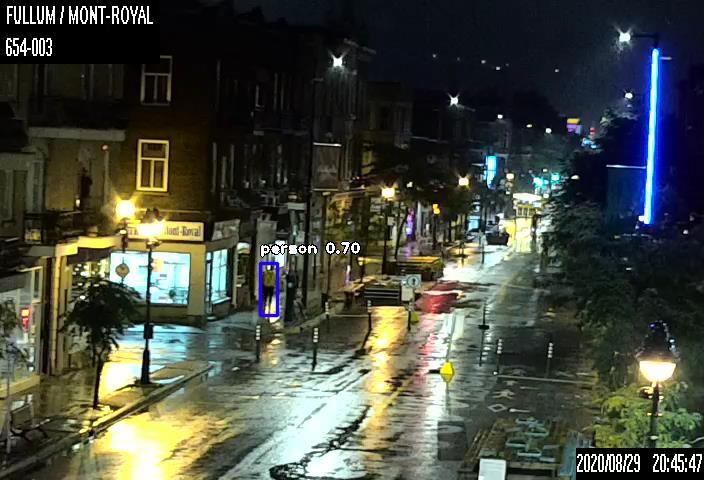 FULLUM / MONT-ROYAL
654-003
Mont-Royal
person 0.70
2020/08/29 20:45:47